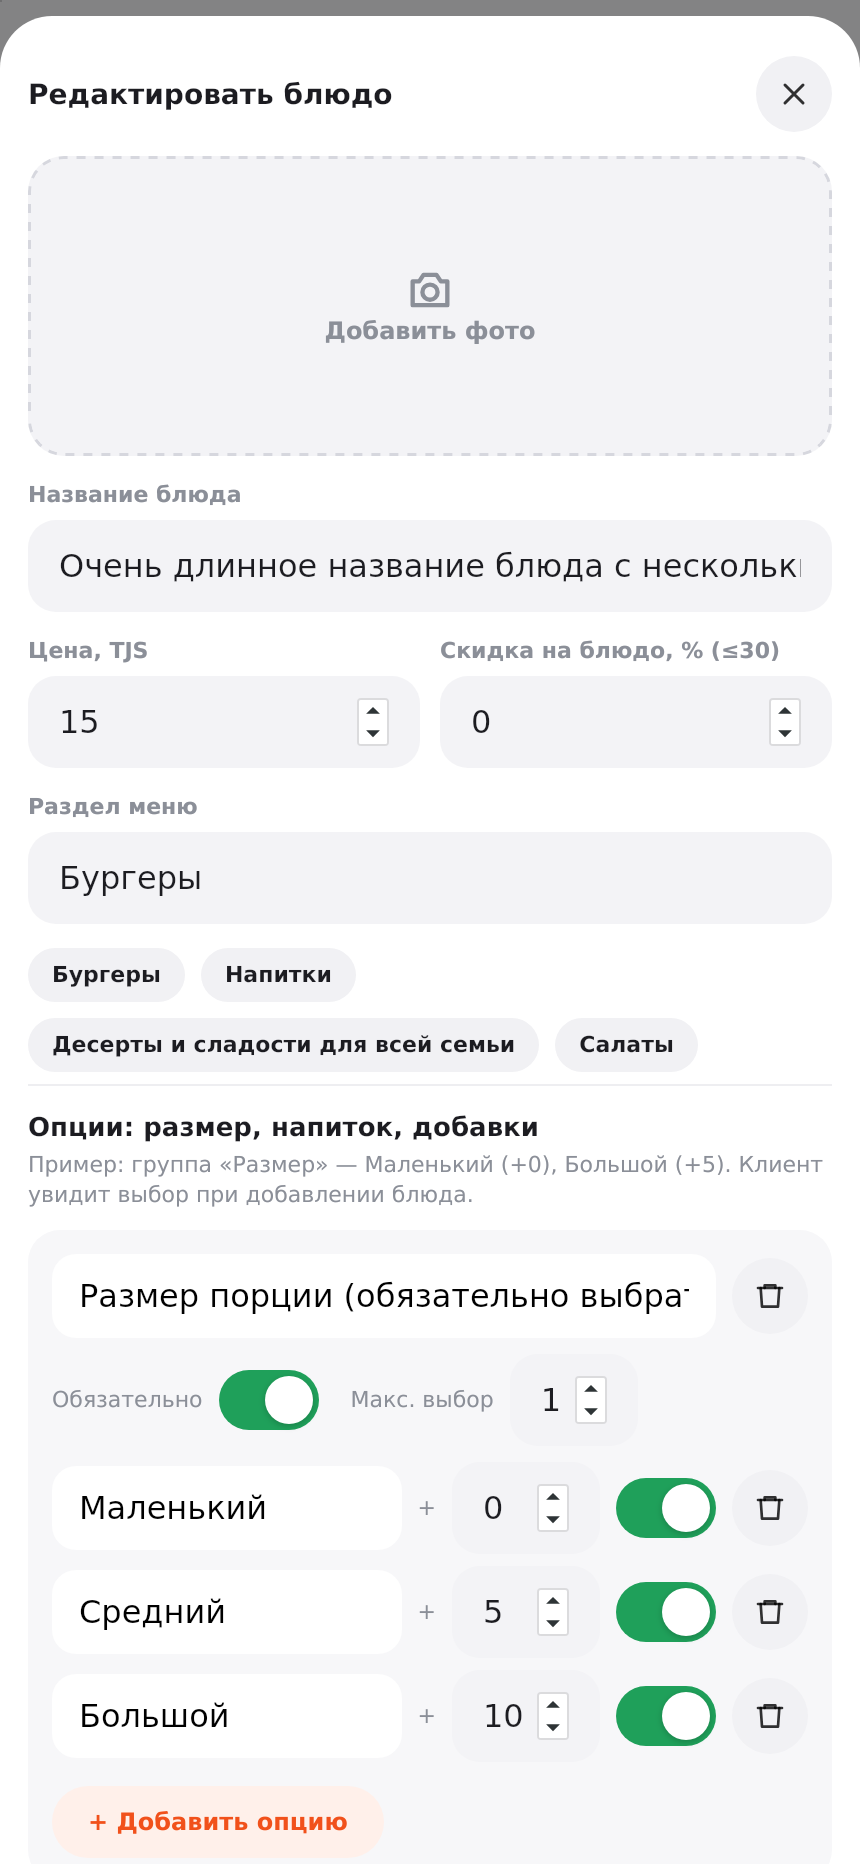 Редактировать блюдо
Добавить фото
Название блюда
Очень длинное название блюда с нескольк
Цена, TJS
Скидка на блюдо, % (≤30)
15
0
Раздел меню
Бургеры
Бургеры
Напитки
Десерты и сладости для всей семьи
Салаты
Опции: размер, напиток, добавки
Пример: группа «Размер» — Маленький (+0), Большой (+5). Клиент
увидит выбор при добавлении блюда.
Размер порции (обязательно выбрат
Обязательно
Макс. выбор
1
Маленький
+
0
Средний
+
5
Большой
+
10
+ Добавить опцию